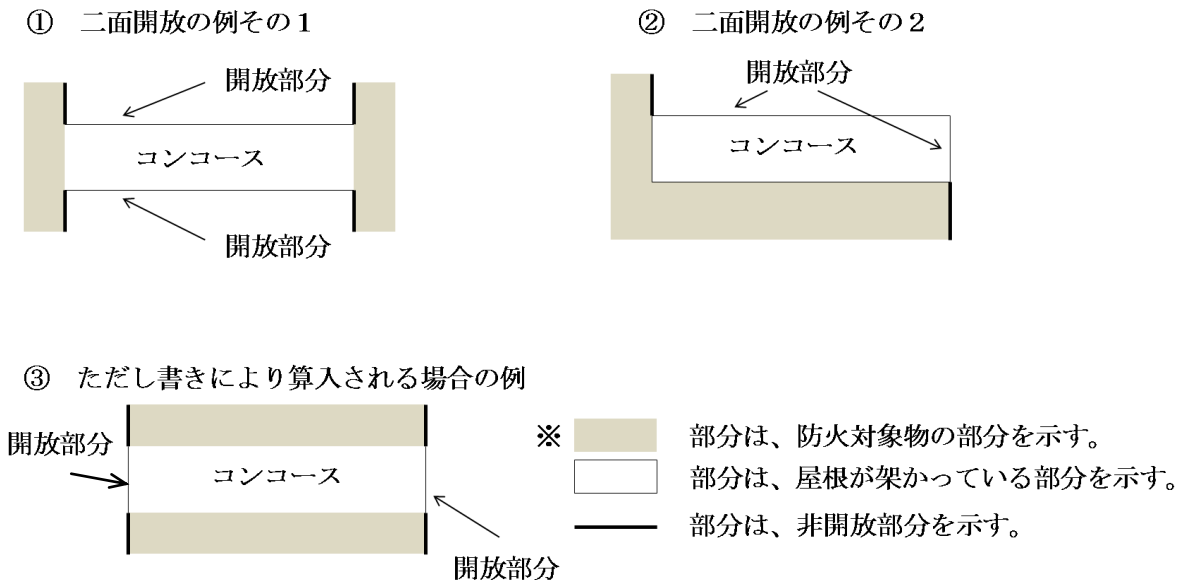 ①　二面開放の例その１
開放部分
コンコース
開放部分
②　二面開放の例その２
開放部分
コンコース
③　ただし書きにより算入される場合の例
開放部分
コンコース
開放部分
※　部分は、防火対象物の部分を示す。
部分は、屋根が架かっている部分を示す。
部分は、非開放部分を示す。